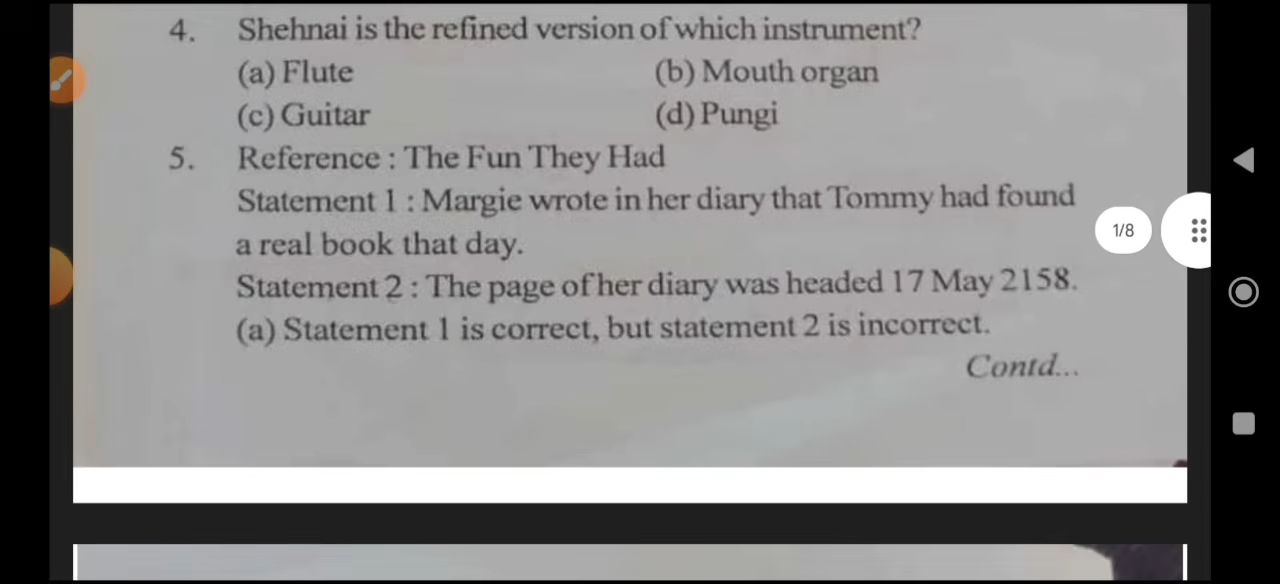 4. Shehnai is the refined version of which instrument?
(a) Flute (b) Mouth organ
(c) Guitar (d) Pungi
5. Reference : The Fun They Had
Statement 1 : Margie wrote in her diary that Tommy had found
a real book that day.
1/8
Statement 2 : The page of her diary was headed 17 May 2158.
(a) Statement 1 is correct, but statement 2 is incorrect.
Contd...